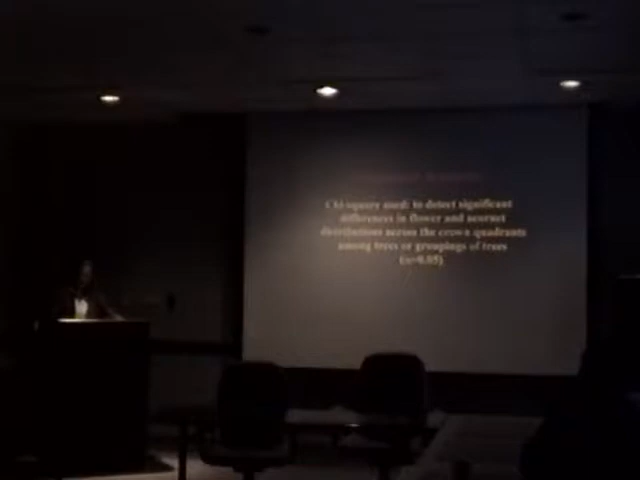 Chi-square used: to detect significant
differences in flower and
distributions across the crown quadrants
among trees or groupings of trees
(α=0.05)